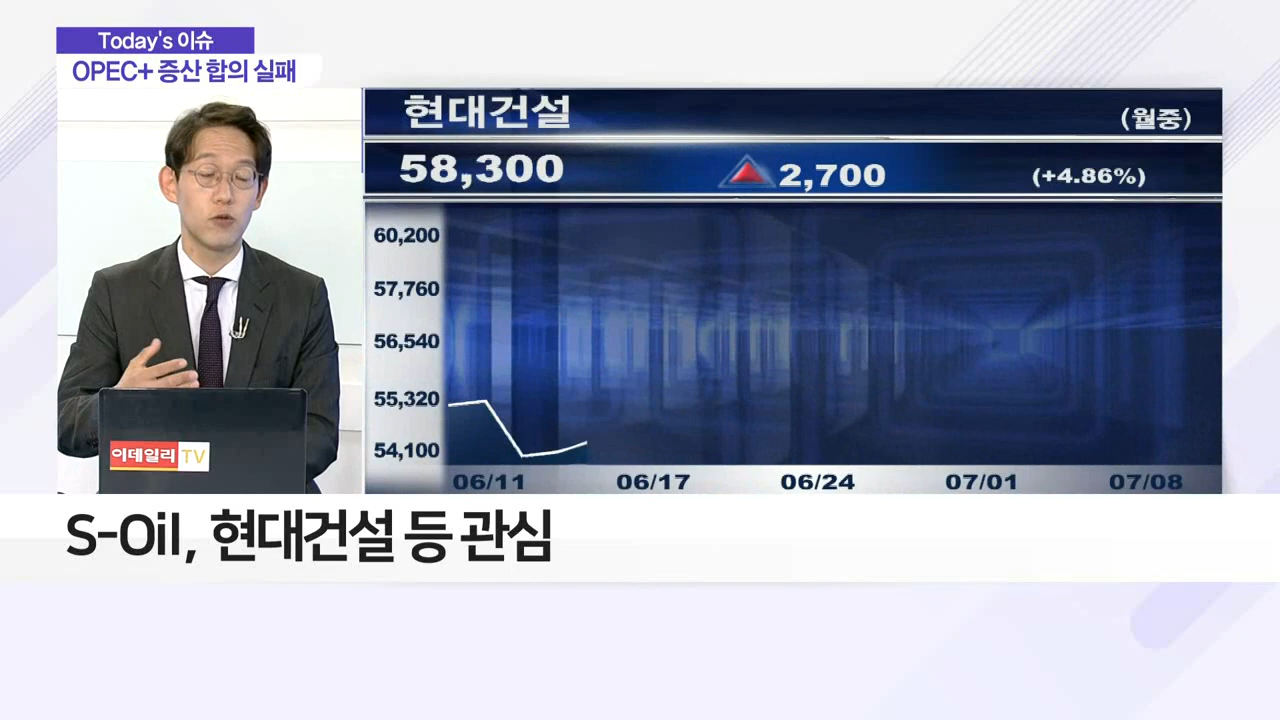 Today's 이슈
OPEC+ 증산 합의 실패
현대건설
(월중)
58,300 2,700 (+4.86%)
60,200
57,760
56,540
55,320
54,100
06/11 06/17 06/24 07/01 07/08
이데일리 TV
S-Oil, 현대건설 등 관심